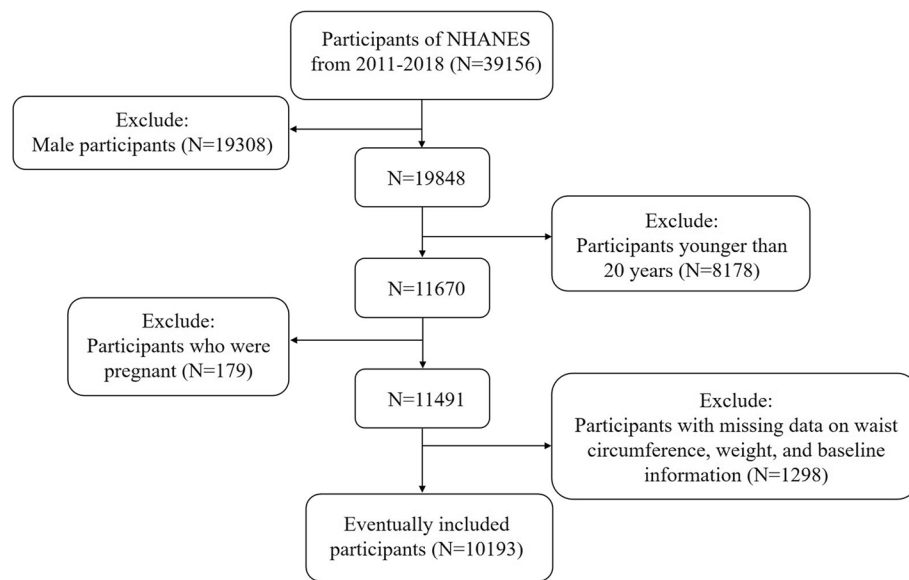 Participants of NHANES
from 2011-2018 (N=39156)
Exclude:
Male participants (N=19308)
N=19848
Exclude:
Participants younger than
20 years (N=8178)
N=11670
Exclude:
Participants who were
pregnant (N=179)
N=11491
Exclude:
Participants with missing data on waist
circumference, weight, and baseline
information (N=1298)
Eventually included
participants (N=10193)